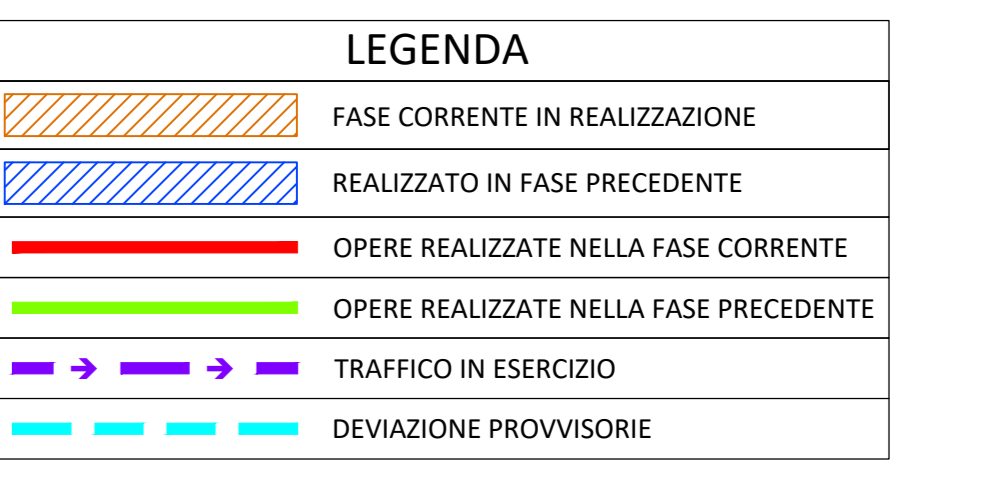 LEGENDA
FASE CORRENTE IN REALIZZAZIONE
REALIZZATO IN FASE PRECEDENTE
OPERE REALIZZATE NELLA FASE CORRENTE
OPERE REALIZZATE NELLA FASE PRECEDENTE
TRAFFICO IN ESERCIZIO
DEVIAZIONE PROVVISORIE